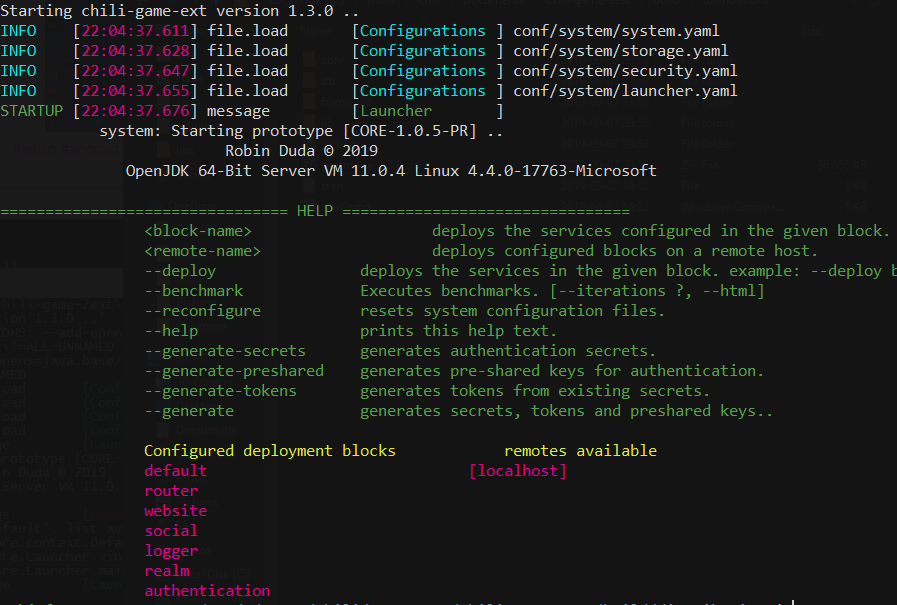 Starting chili-game-ext version 1.3.0 ..
INFO [22:04:37.611] file.load [Configurations ] conf/system/system.yaml
INFO [22:04:37.628] file.load [Configurations ] conf/system/storage.yaml
INFO [22:04:37.647] file.load [Configurations ] conf/system/security.yaml
INFO [22:04:37.655] file.load [Configurations ] conf/system/launcher.yaml
STARTUP [22:04:37.676] message [Launcher ]
system: Starting prototype [CORE-1.0.5-PR] ..
Robin Duda © 2019
OpenJDK 64-Bit Server VM 11.0.4 Linux 4.4.0-17763-Microsoft
================================ HELP ================================
<block-name> deploys the services configured in the given block.
<remote-name> deploys configured blocks on a remote host.
--deploy deploys the services in the given block. example: --deploy b
--benchmark Executes benchmarks. [--iterations ?, --html]
--reconfigure resets system configuration files.
--help prints this help text.
--generate-secrets generates authentication secrets.
--generate-preshared generates pre-shared keys for authentication.
--generate-tokens generates tokens from existing secrets.
--generate generates secrets, tokens and preshared keys..
Configured deployment blocks remotes available
default [localhost]
router
website
social
logger
realm
authentication